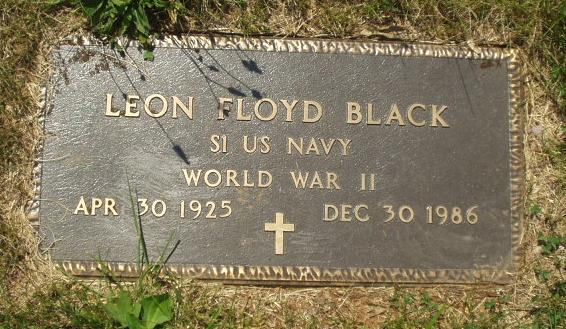 LEON FLOYD BLACK
S1 US NAVY
WORLD WAR II
APR 30 1925 DEC 30 1986